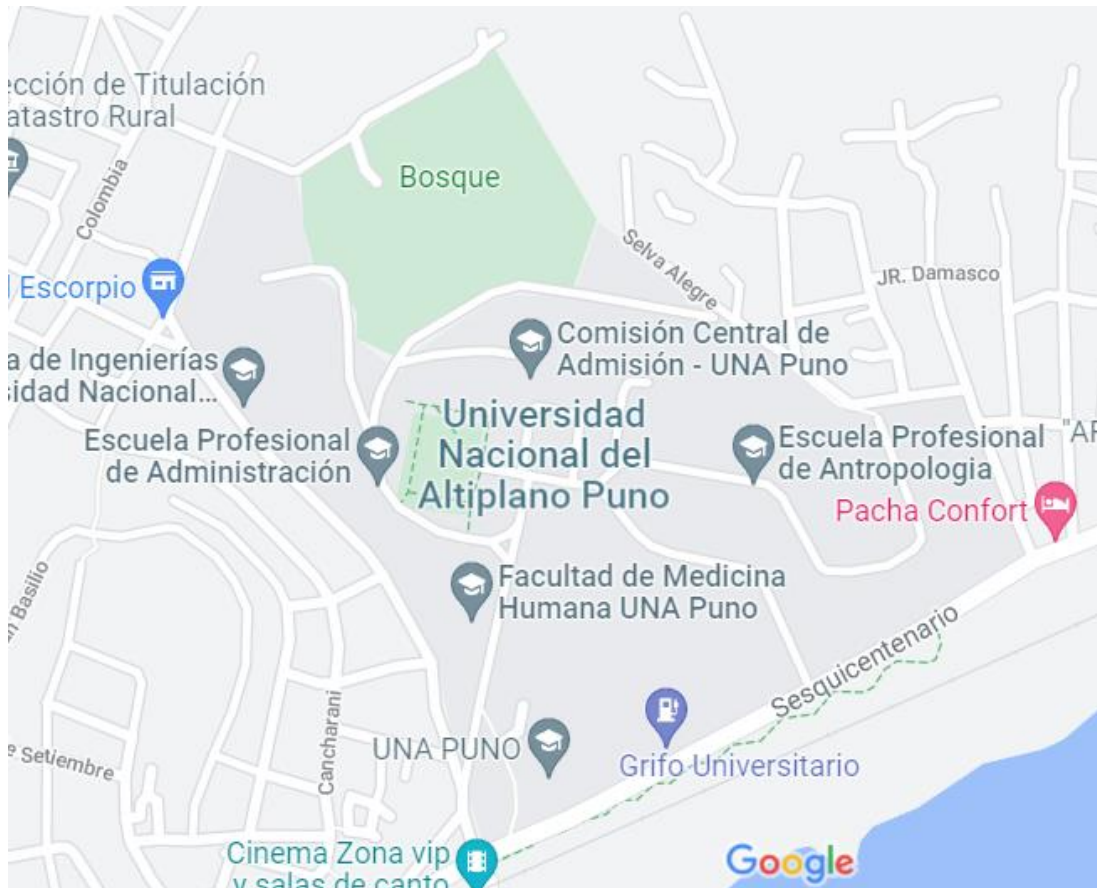 ección de Titulación
atastro Rural
Colombia
Bosque
Selva Alegre
JR. Damasco
l Escorpio
Comisión Central de
Admisión - UNA Puno
a de Ingenierías
sidad Nacional...
Universidad
Nacional del
Altiplano Puno
Escuela Profesional
de Administración
Escuela Profesional
de Antropologia
"AF
Pacha Confort
Facultad de Medicina
Humana UNA Puno
n Basilio
Sesquicentenario
Cancharani
UNA PUNO
Grifo Universitario
e Setiembre
Cinema Zona vip
y salas de canto
Google